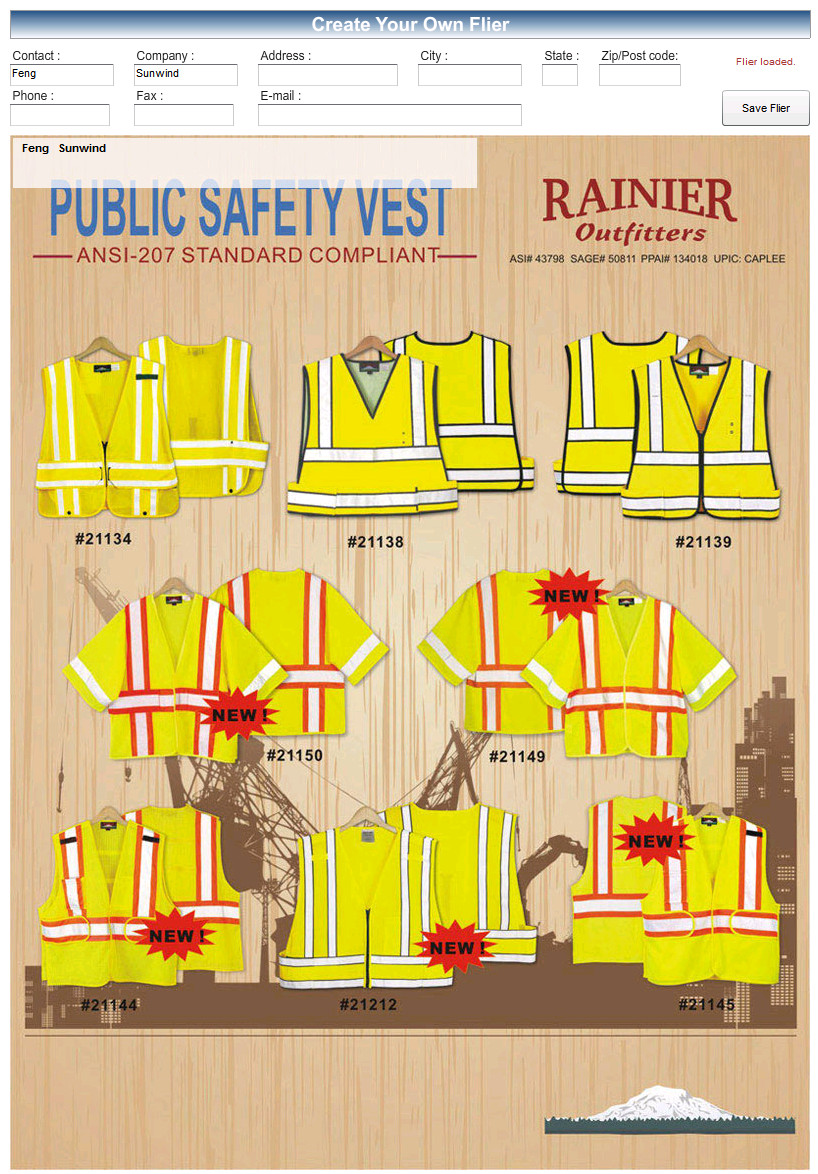 Create Your Own Flier
Contact : Company : Address : City : State : Zip/Post code:
Flier loaded.
Feng Sunwind
Phone : Fax : E-mail :
Save Flier
Feng Sunwind
PUBLIC SAFETY VEST
ANSI-207 STANDARD COMPLIANT
RAINIER
Outfitters
ASI# 43798 SAGE# 50811 PPAI# 134018 UPIC: CAPLEE
#21134
#21138
#21139
NEW !
NEW !
#21150
#21149
NEW !
NEW !
NEW !
#21144
#21212
#21145